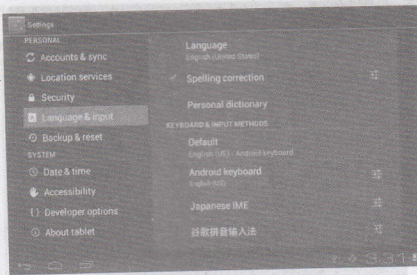 Settings
PERSONAL
Accounts & sync
Location services
Security
Language & input
Backup & reset
SYSTEM
Date & time
Accessibility
{ } Developer options
About tablet
Language
English (United States)
Spelling correction
Personal dictionary
KEYBOARD & INPUT METHODS
Default
English (US) - Android keyboard
Android keyboard
English (US)
Japanese IME
谷歌拼音输入法
3:31